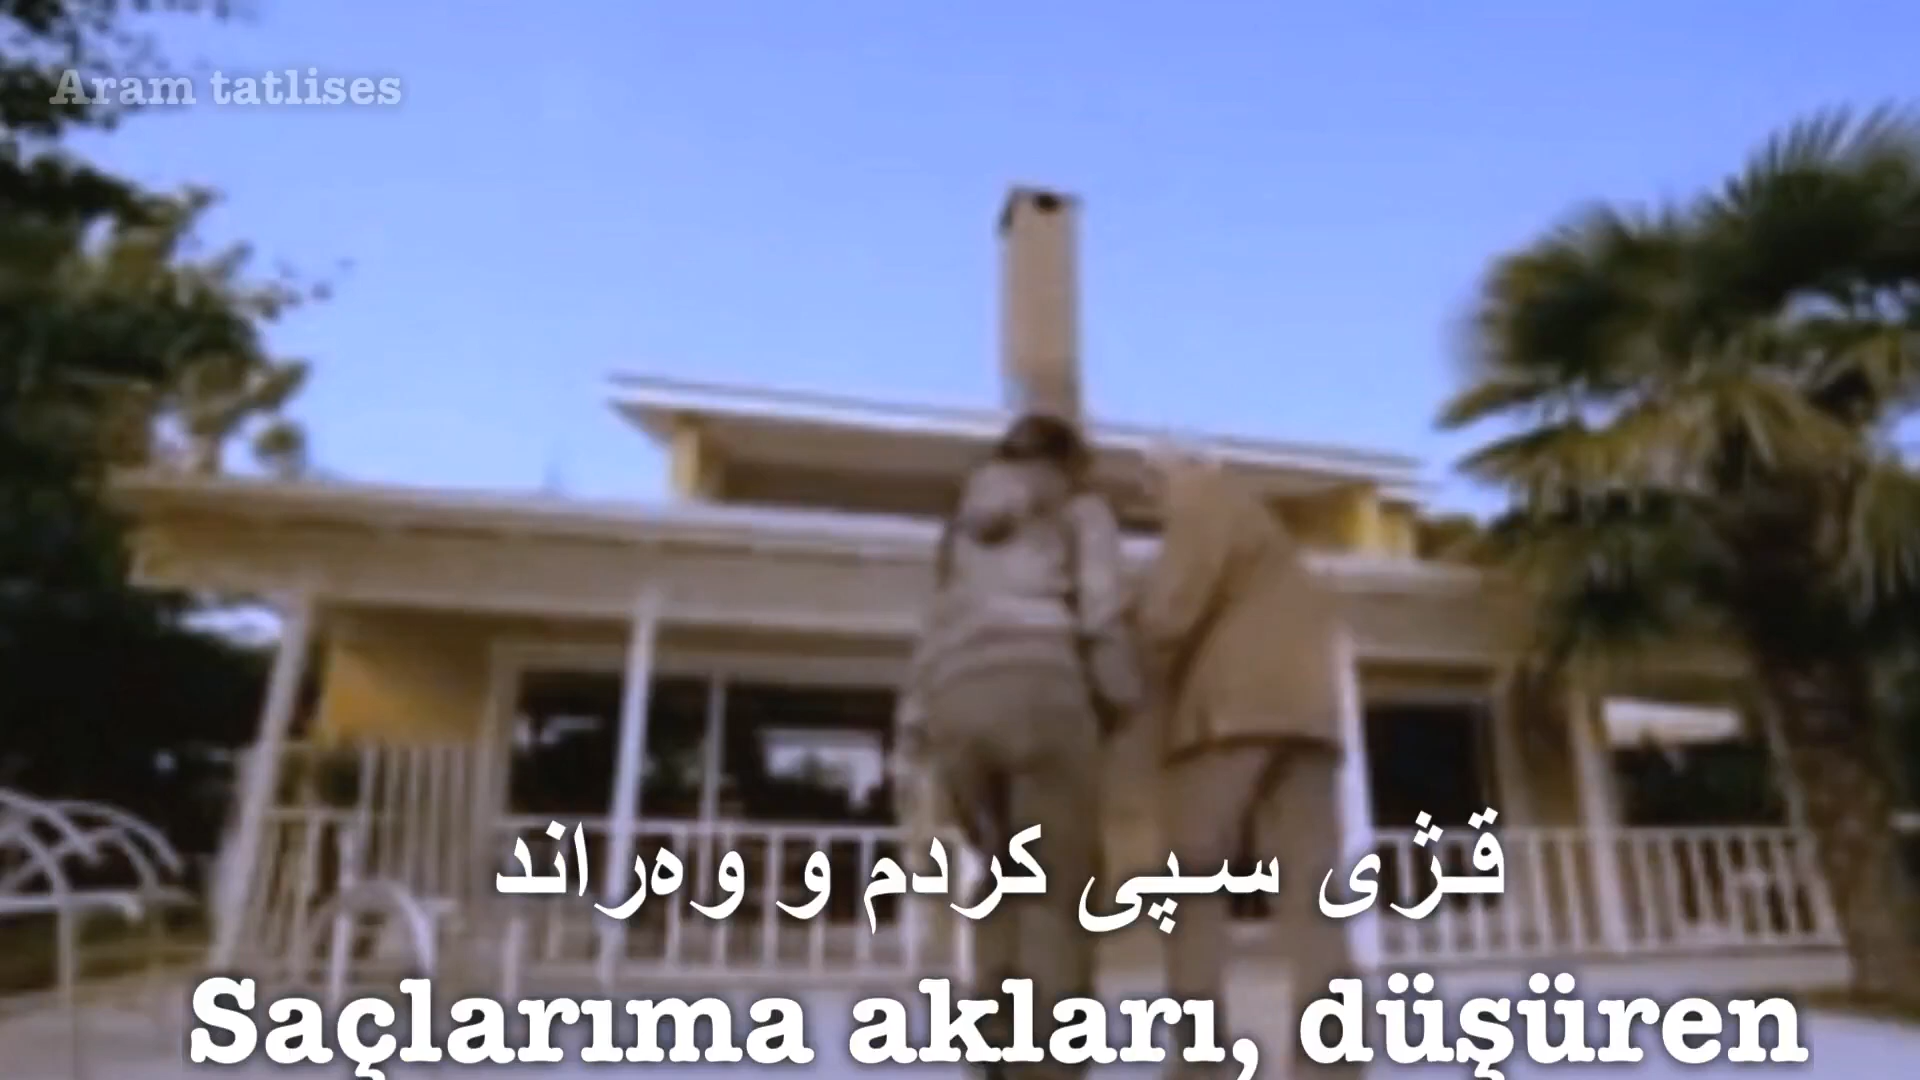 Aram tatlises
قژی سپی کردم و وەراند
Saçlarıma akları, düşüren